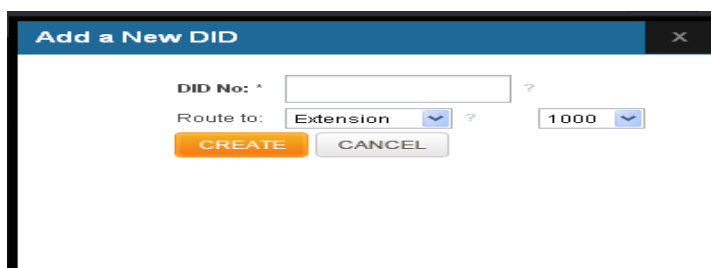 Add a New DID ×
DID No: * ?
Route to: Extension ? 1000
CREATE CANCEL